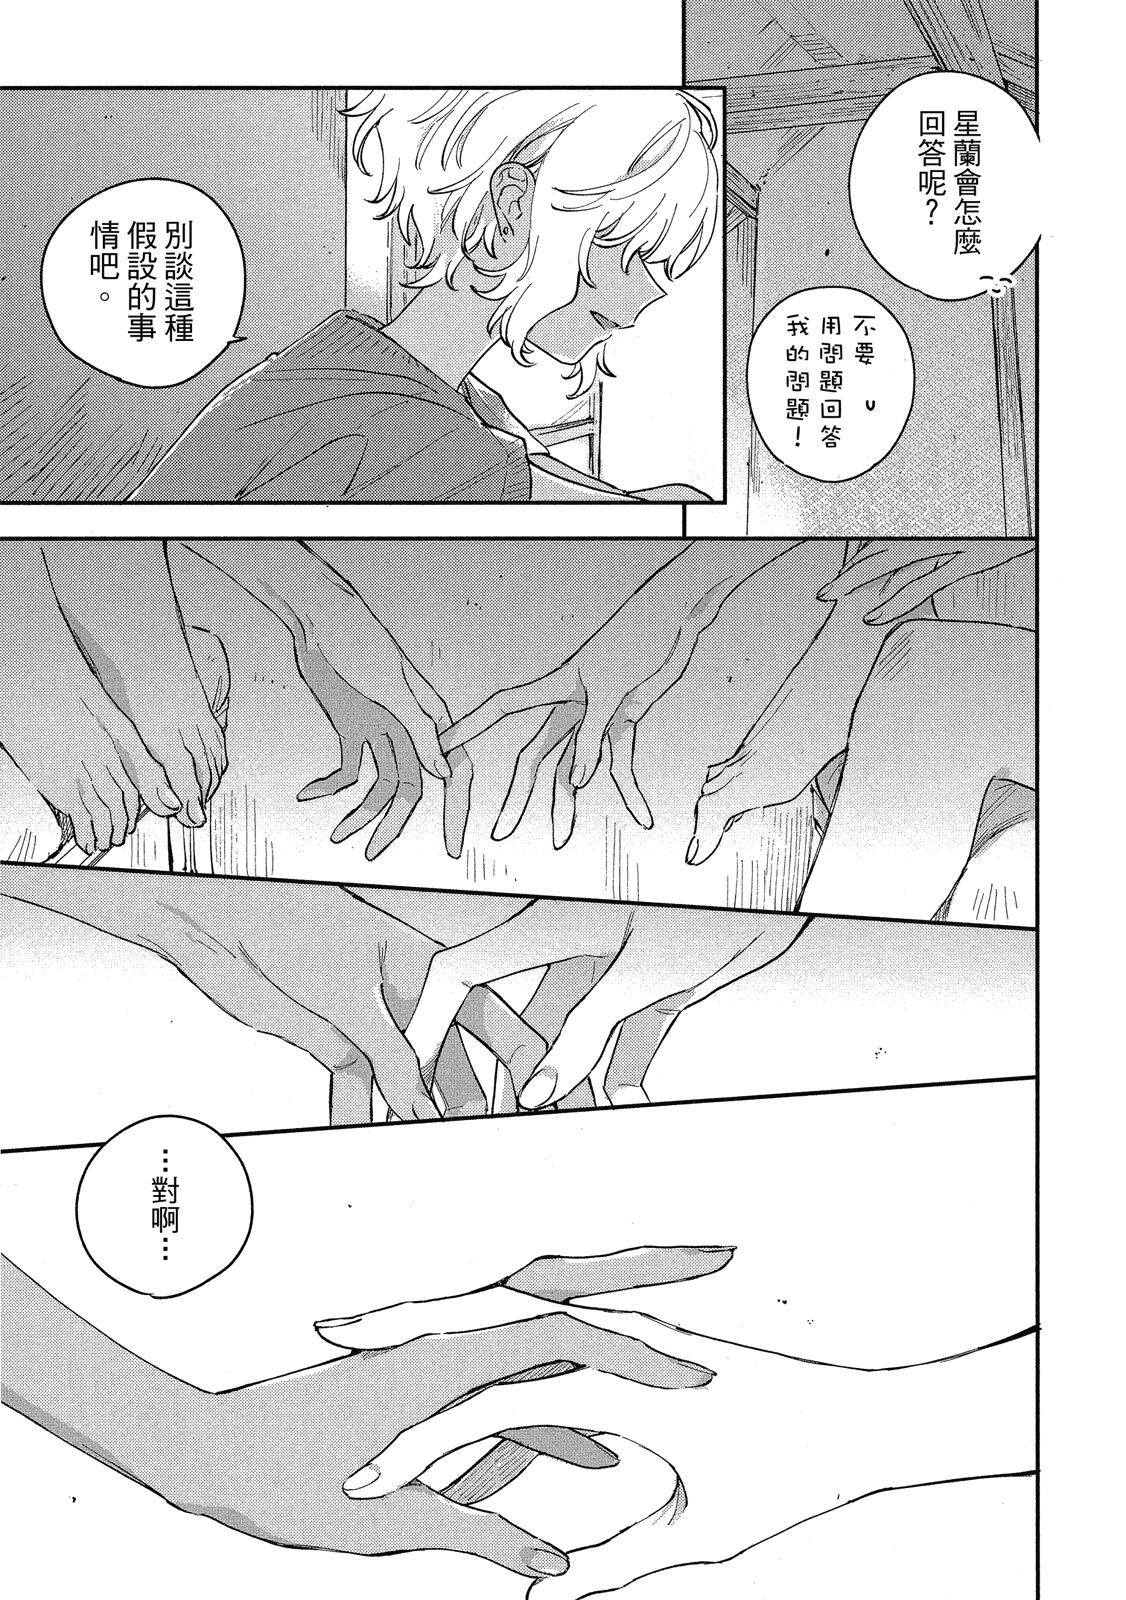 星蘭會怎麼
回答呢？
不要
用問題回答
我的問題！
別談這種
假設的事
情吧。
…對啊…